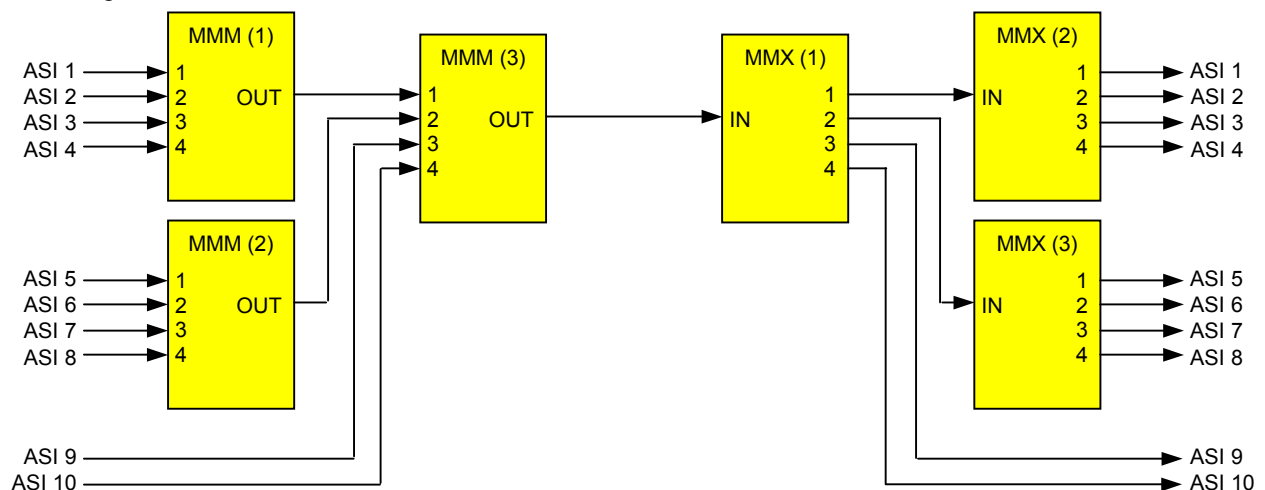 MMM (1)
ASI 1
ASI 2
ASI 3
ASI 4
1
2
3
4
OUT
MMM (2)
ASI 5
ASI 6
ASI 7
ASI 8
1
2
3
4
OUT
ASI 9
ASI 10
MMM (3)
1
2
3
4
OUT
MMX (1)
IN
1
2
3
4
MMX (2)
IN
1
2
3
4
ASI 1
ASI 2
ASI 3
ASI 4
MMX (3)
IN
1
2
3
4
ASI 5
ASI 6
ASI 7
ASI 8
ASI 9
ASI 10